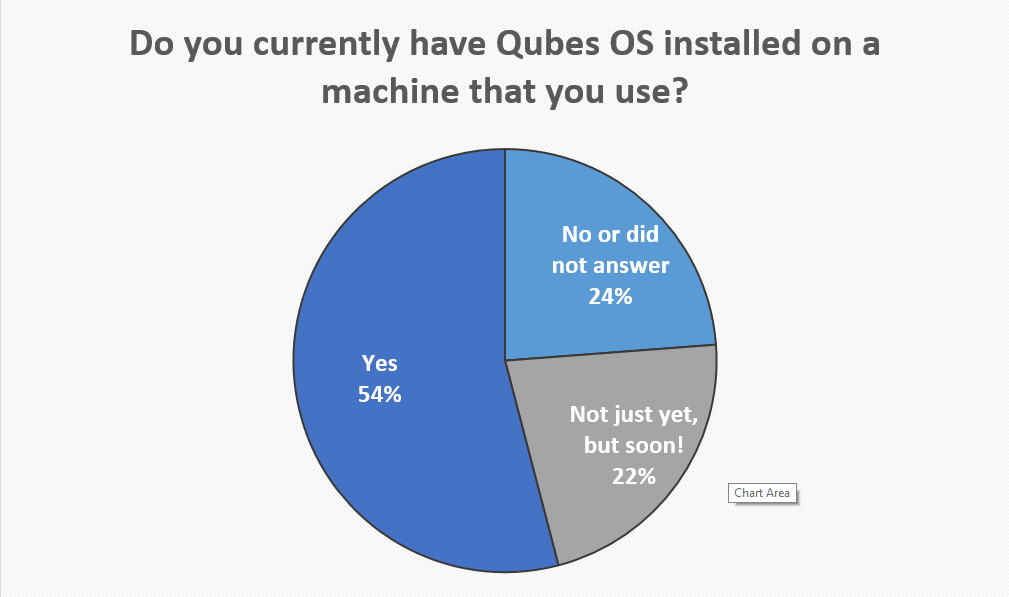 Do you currently have Qubes OS installed on a
machine that you use?
No or did
not answer
24%
Yes
54%
Not just yet,
but soon!
22%
Chart Area